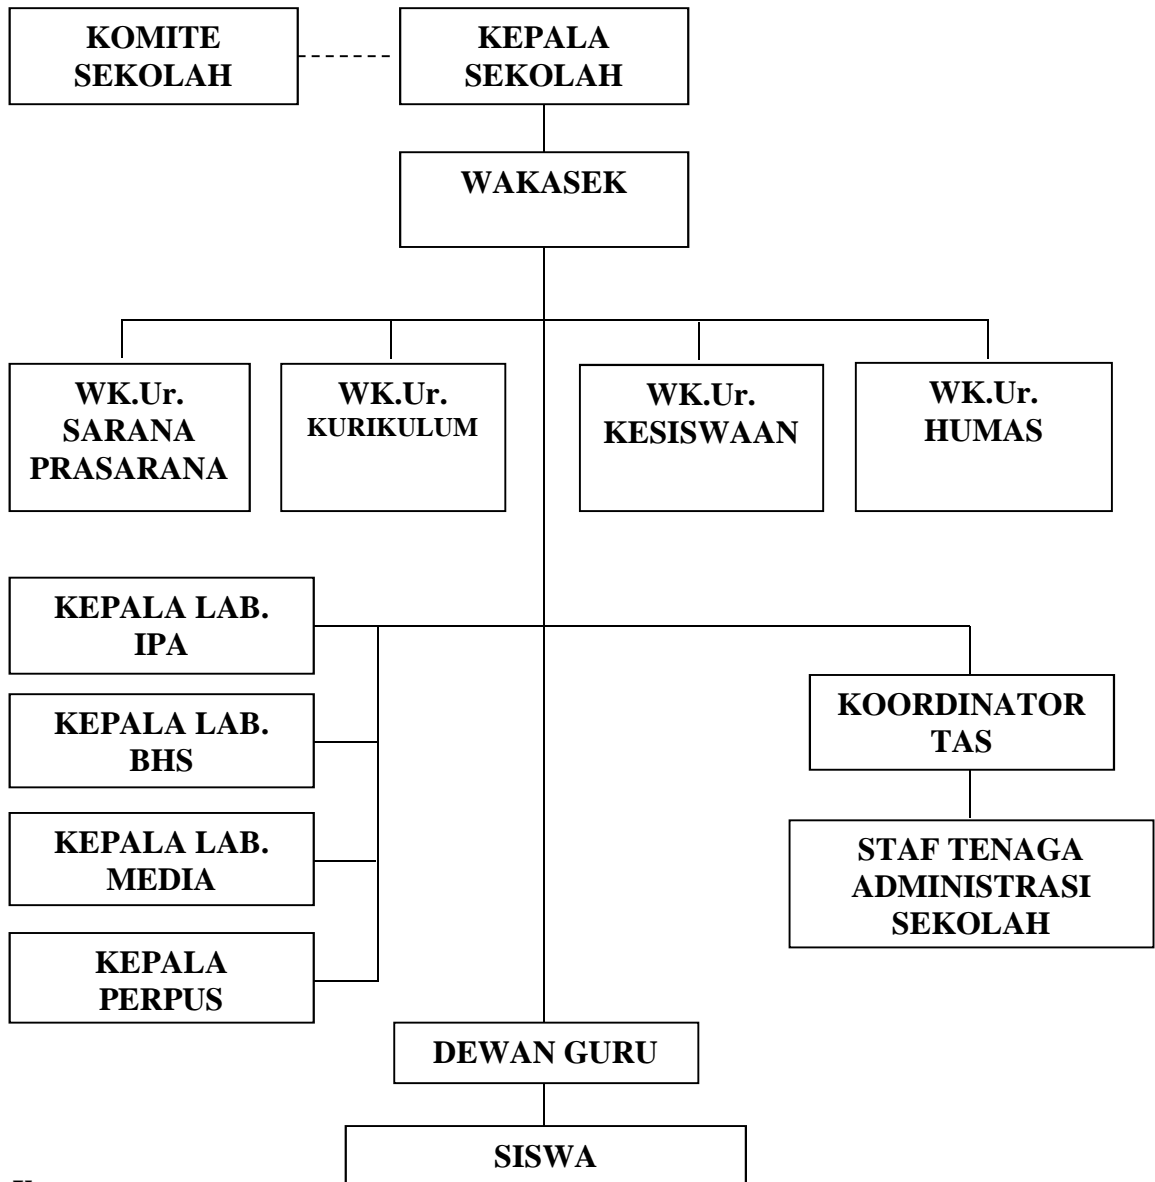 KOMITE
SEKOLAH
KEPALA
SEKOLAH
WAKASEK
WK.Ur.
SARANA
PRASARANA
WK.Ur.
KURIKULUM
WK.Ur.
KESISWAAN
WK.Ur.
HUMAS
KEPALA LAB.
IPA
KEPALA LAB.
BHS
KEPALA LAB.
MEDIA
KEPALA
PERPUS
KOORDINATOR
TAS
STAF TENAGA
ADMINISTRASI
SEKOLAH
DEWAN GURU
SISWA